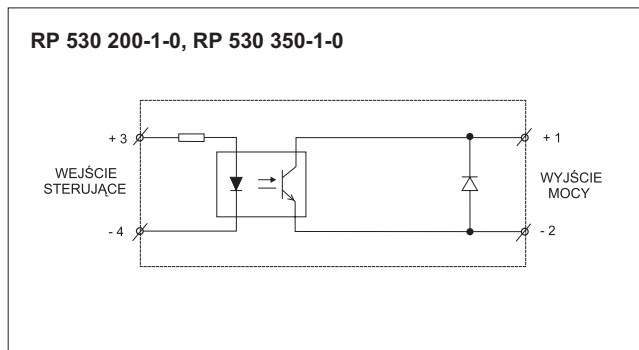 RP 530 200-1-0, RP 530 350-1-0
+ 3
+ 1
WEJŚCIE
STERUJĄCE
WYJŚCIE
MOCY
- 4
- 2